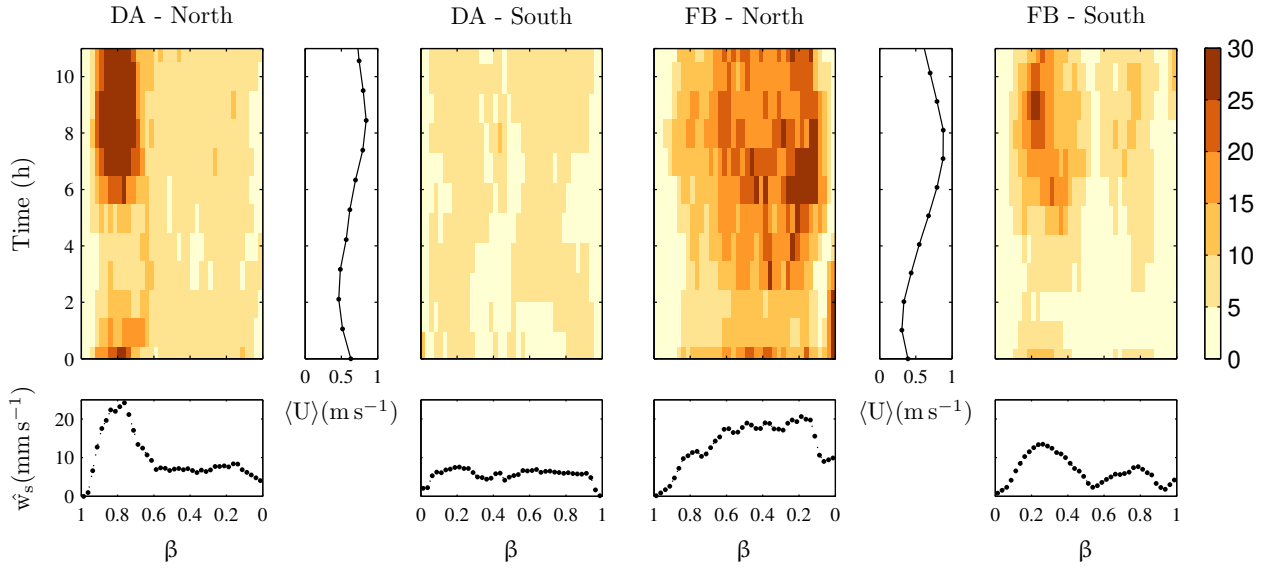 DA - North
DA - South
FB - North
FB - South
Time (h)
10
8
6
4
2
0
0 0.5 1
⟨U⟩(m s⁻¹)
0 0.5 1
⟨U⟩(m s⁻¹)
30
25
20
15
10
5
0
ŵₛ(mm s⁻¹)
20
10
0
1 0.8 0.6 0.4 0.2 0
0 0.2 0.4 0.6 0.8 1
1 0.8 0.6 0.4 0.2 0
0 0.2 0.4 0.6 0.8 1
β
β
β
β